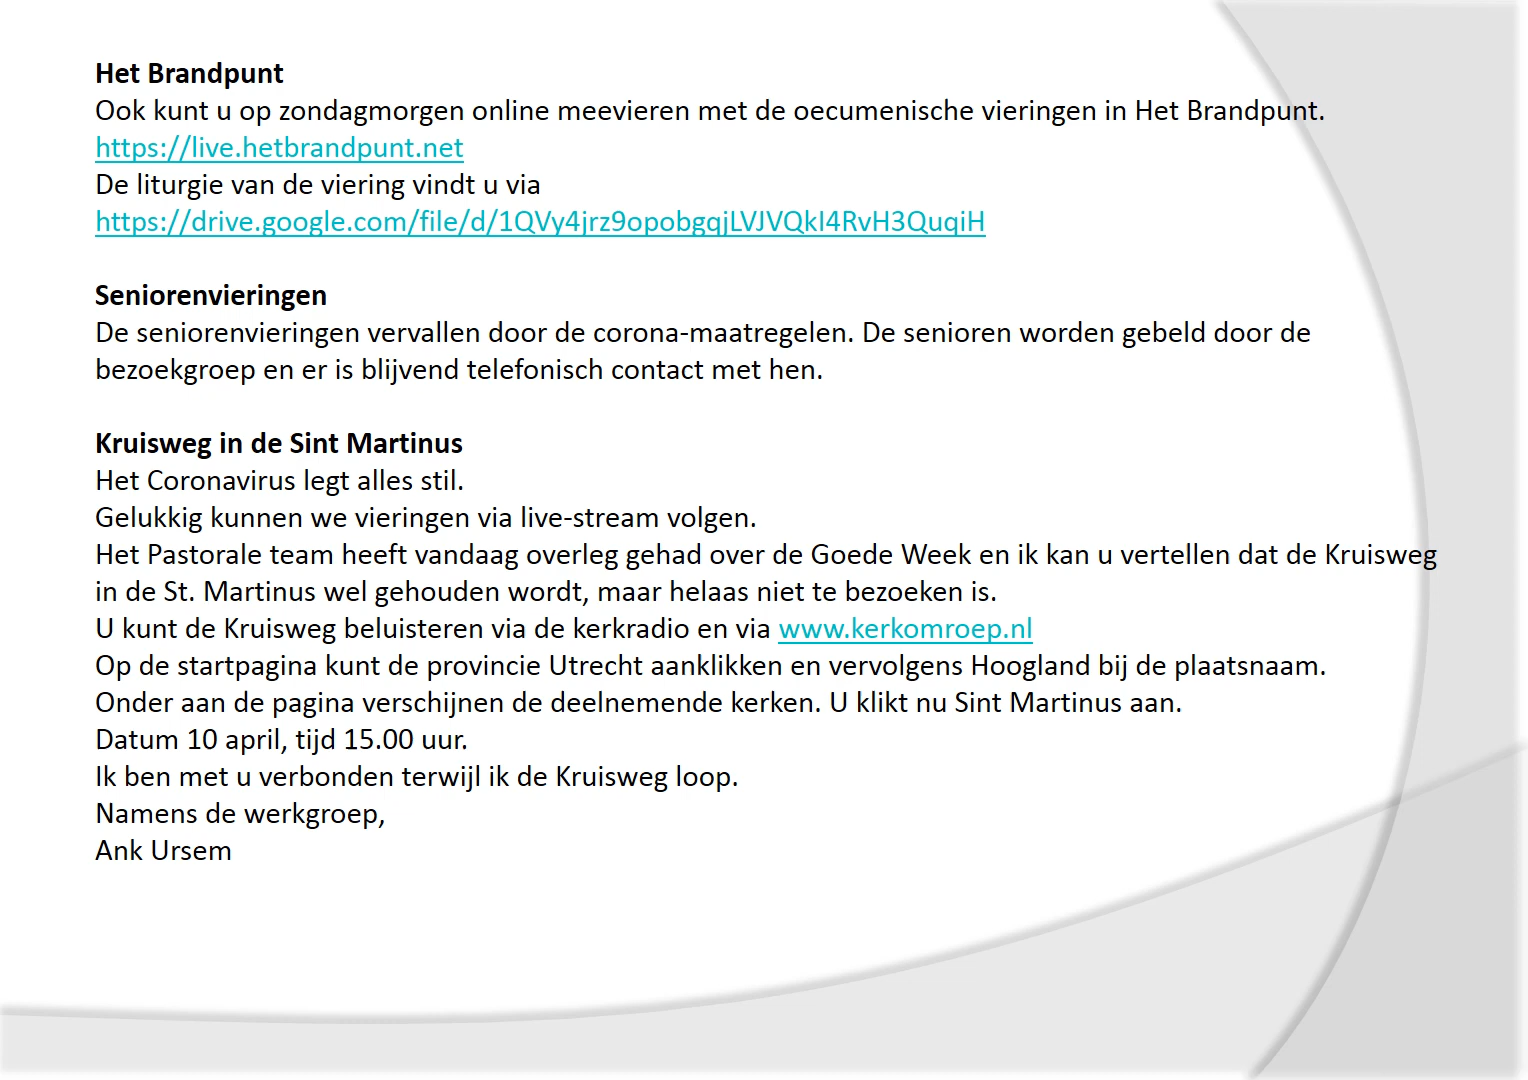 Het Brandpunt
Ook kunt u op zondagmorgen online meevieren met de oecumenische vieringen in Het Brandpunt.
https://live.hetbrandpunt.net
De liturgie van de viering vindt u via
https://drive.google.com/file/d/1QVy4jrz9opobgqjLVJVQkI4RvH3QuqiH
Seniorenvieringen
De seniorenvieringen vervallen door de corona-maatregelen. De senioren worden gebeld door de
bezoekgroep en er is blijvend telefonisch contact met hen.
Kruisweg in de Sint Martinus
Het Coronavirus legt alles stil.
Gelukkig kunnen we vieringen via live-stream volgen.
Het Pastorale team heeft vandaag overleg gehad over de Goede Week en ik kan u vertellen dat de Kruisweg
in de St. Martinus wel gehouden wordt, maar helaas niet te bezoeken is.
U kunt de Kruisweg beluisteren via de kerkradio en via www.kerkomroep.nl
Op de startpagina kunt de provincie Utrecht aanklikken en vervolgens Hoogland bij de plaatsnaam.
Onder aan de pagina verschijnen de deelnemende kerken. U klikt nu Sint Martinus aan.
Datum 10 april, tijd 15.00 uur.
Ik ben met u verbonden terwijl ik de Kruisweg loop.
Namens de werkgroep,
Ank Ursem